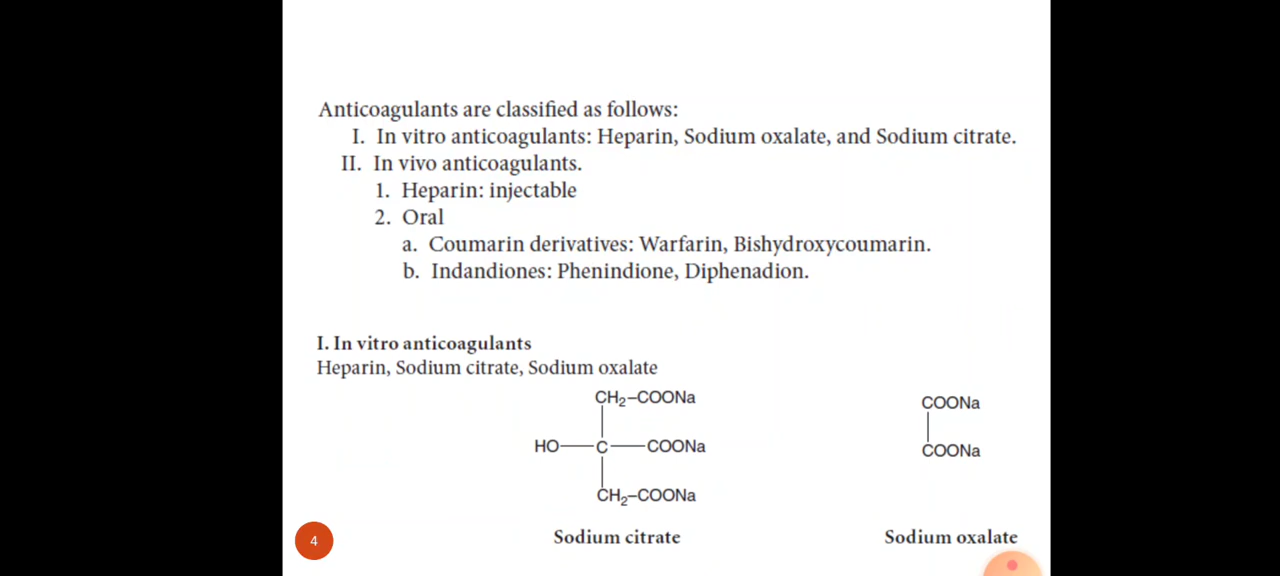 Anticoagulants are classified as follows:
I. In vitro anticoagulants: Heparin, Sodium oxalate, and Sodium citrate.
II. In vivo anticoagulants.
1. Heparin: injectable
2. Oral
a. Coumarin derivatives: Warfarin, Bishydroxycoumarin.
b. Indandiones: Phenindione, Diphenadion.
I. In vitro anticoagulants
Heparin, Sodium citrate, Sodium oxalate
CH₂–COONa
HO—C—COONa
CH₂–COONa
Sodium citrate
COONa
COONa
Sodium oxalate
4